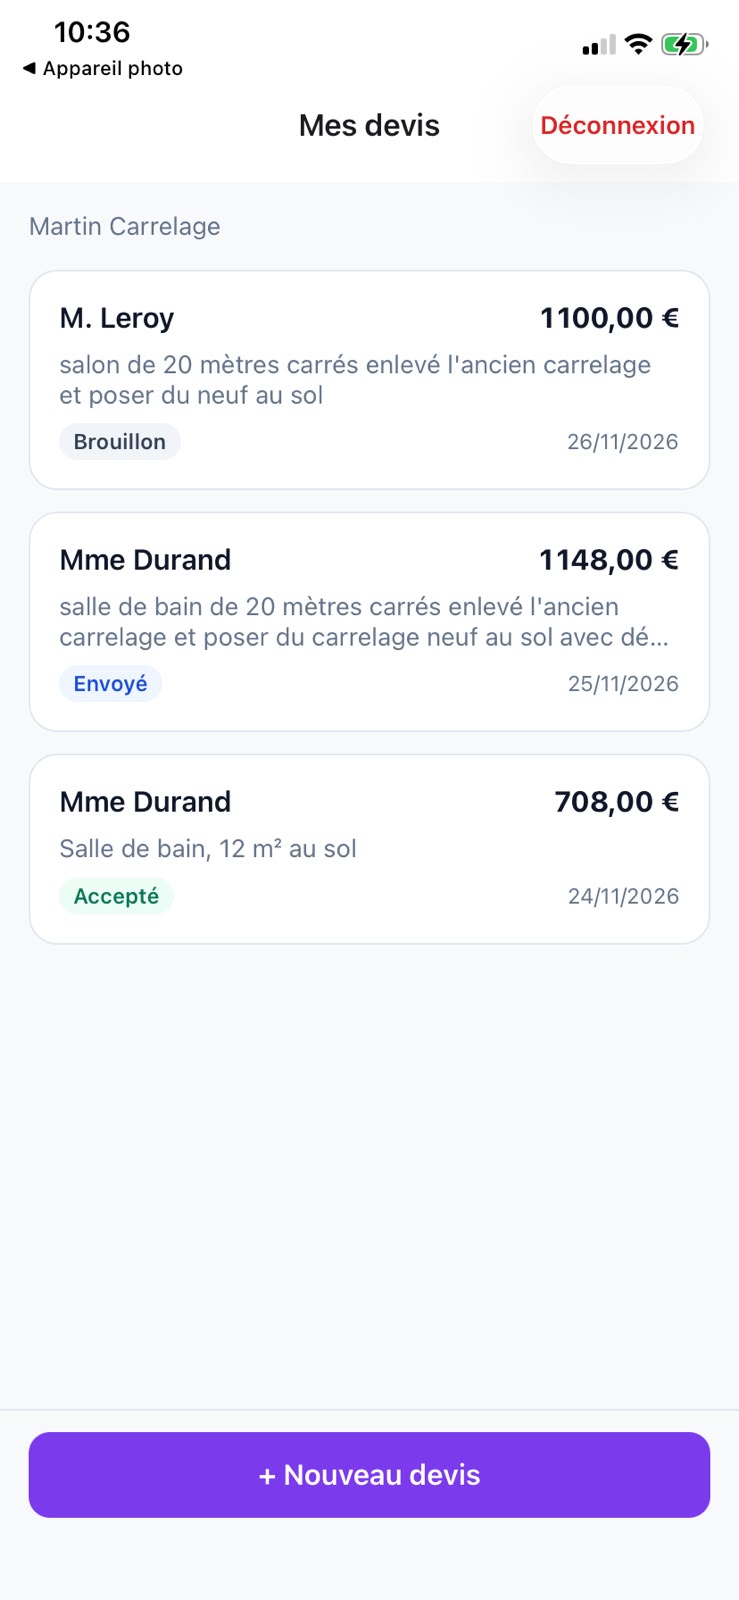 10:36
◀ Appareil photo
Mes devis
Déconnexion
Martin Carrelage
M. Leroy
1100,00 €
salon de 20 mètres carrés enlevé l'ancien carrelage
et poser du neuf au sol
Brouillon
26/11/2026
Mme Durand
1148,00 €
salle de bain de 20 mètres carrés enlevé l'ancien
carrelage et poser du carrelage neuf au sol avec dé...
Envoyé
25/11/2026
Mme Durand
708,00 €
Salle de bain, 12 m² au sol
Accepté
24/11/2026
+ Nouveau devis